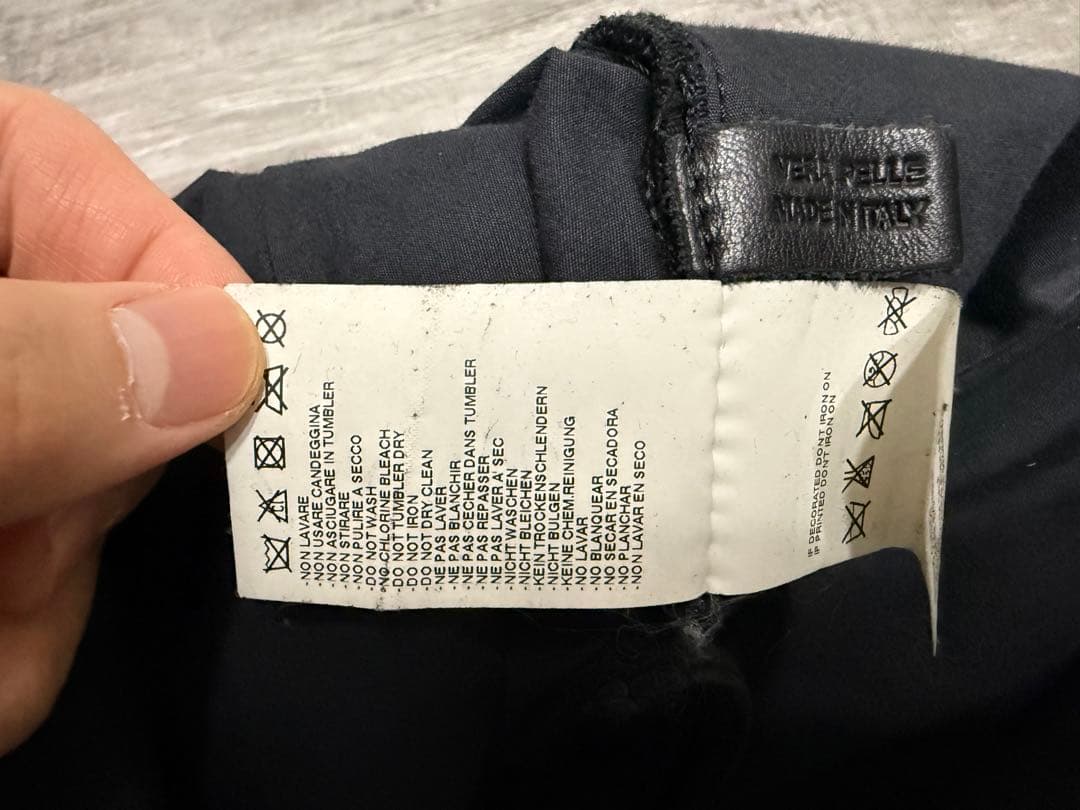 VERA PELLE
MADE IN ITALY
-NON LAVARE
-NON USARE CANDEGGINA
-NON ASCIUGARE IN TUMBLER
-NON STIRARE
-NON PULIRE A SECCO
-DO NOT WASH
-NO CHLORINE BLEACH
-DO NOT TUMBLER DRY
-DO NOT IRON
-DO NOT DRY CLEAN
-NE PAS LAVER
-NE PAS BLANCHIR
-NE PAS CECHER DANS TUMBLER
-NE PAS REPASSER
-NE PAS LAVER A SEC
-NICHT WASCHEN
-NICHT BLEICHEN
-KEIN TROCKENSCHLENDERN
-NICHT BULGEN
-KEINE CHEM.REINIGUNG
-NO LAVAR
-NO BLANQUEAR
-NO SECAR EN SECADORA
-NO PLANCHAR
-NON LAVAR EN SECO
IF DECORATED DONT IRON ON
IF PRINTED DONT IRON ON